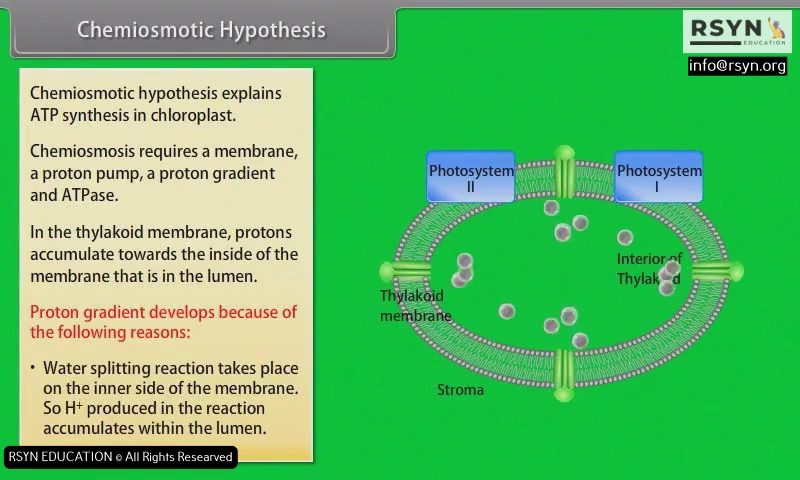 Chemiosmotic Hypothesis
RSYN
EDUCATION
info@rsyn.org
Chemiosmotic hypothesis explains
ATP synthesis in chloroplast.
Chemiosmosis requires a membrane,
a proton pump, a proton gradient
and ATPase.
In the thylakoid membrane, protons
accumulate towards the inside of the
membrane that is in the lumen.
Proton gradient develops because of
the following reasons:
• Water splitting reaction takes place
on the inner side of the membrane.
So H⁺ produced in the reaction
accumulates within the lumen.
Photosystem
II
Photosystem
I
Interior of
Thylakoid
Thylakoid
membrane
Stroma
RSYN EDUCATION © All Rights Researved